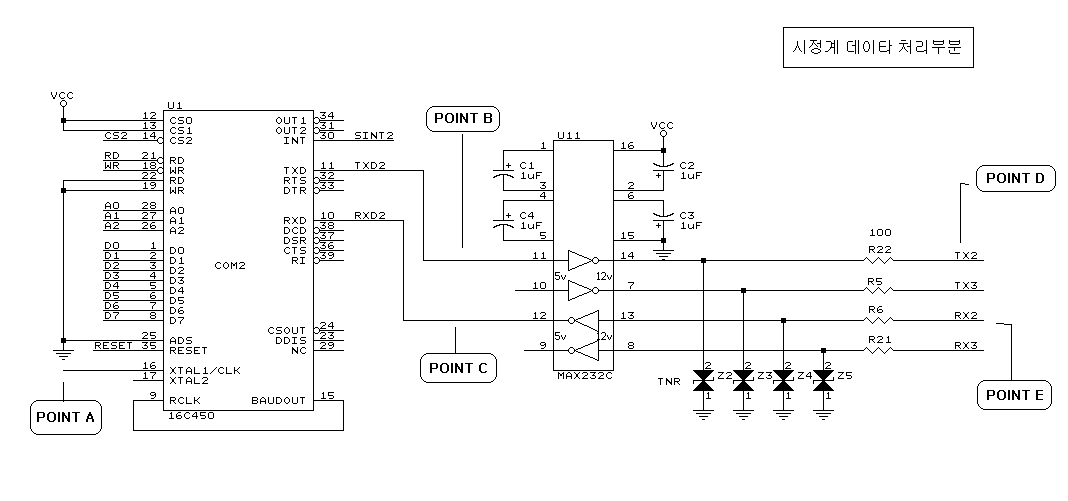 시정계 데이타 처리부분
VCC
U1
12 CS0
13 CS1
CS2 14 CS2
RD 21 RD
WR 18 WR
22 RD
19 WR
A0 28 A0
A1 27 A1
A2 26 A2
D0 1 D0
D1 2 D1
D2 3 D2
D3 4 D3
D4 5 D4
D5 6 D5
D6 7 D6
D7 8 D7
25 ADS
RESET 35 RESET
16 XTAL1/CLK
17 XTAL2
9 RCLK
COM2
OUT1 34
OUT2 31
INT 30 SINT2
TXD 11 TXD2
RTS 32
DTR 33
RXD 10 RXD2
DCD 38
DSR 37
CTS 36
RI 39
CSOUT 24
DDIS 23
NC 29
BAUDOUT 15
16C450
POINT A
POINT B
POINT C
U11
VCC
1 16
C1
1uF
C2
1uF
3 2
4 6
C4
1uF
C3
1uF
5 15
11 14
5v 12v
10 7
12 13
5v 2v
9 8
MAX232C
POINT D
100
R22 TX2
R5 TX3
R6 RX2
R21 RX3
TNR
2 Z2 2 Z3 2 Z4 2 Z5
1 1 1 1
POINT E